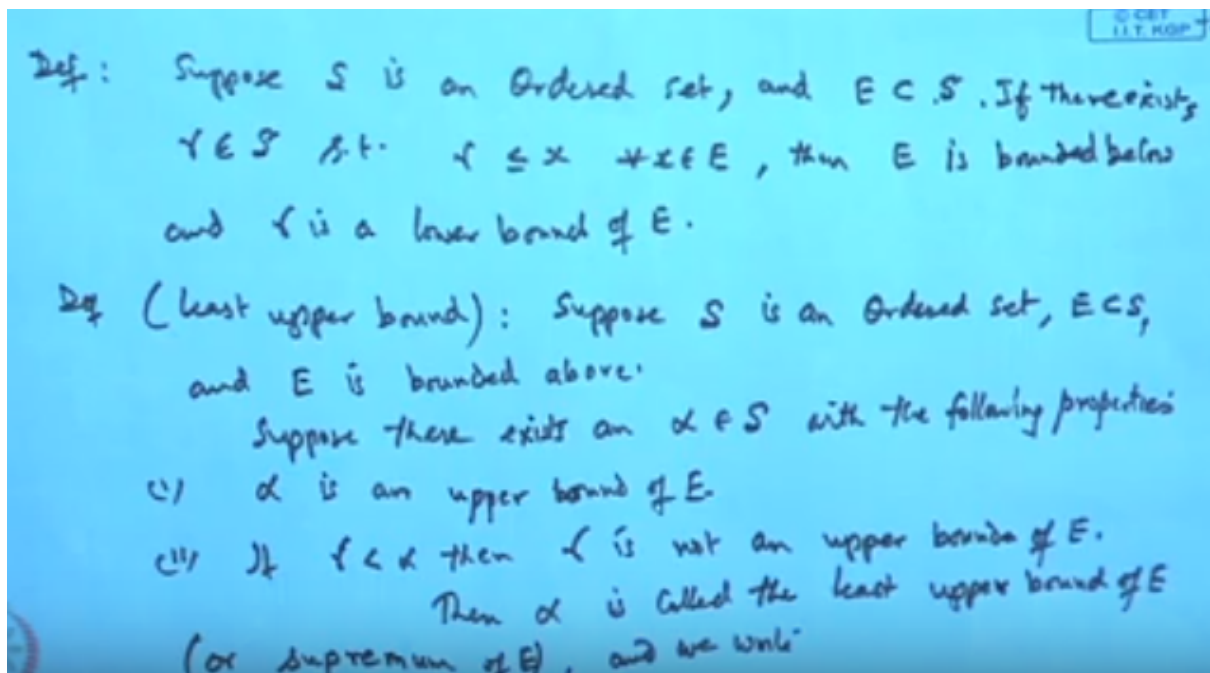 © CET
I.I.T. KGP
Def : Suppose S is an Ordered set, and E ⊂ S. If there exists
γ ∈ S s.t. γ ≤ x ∀ x ∈ E, then E is bounded below
and γ is a lower bound of E.
Def (least upper bound) : Suppose S is an Ordered set, E ⊂ S,
and E is bounded above.
Suppose there exists an α ∈ S with the following properties
(i) α is an upper bound of E.
(ii) If γ < α then γ is not an upper bound of E.
Then α is called the least upper bound of E
(or supremum of E), and we write